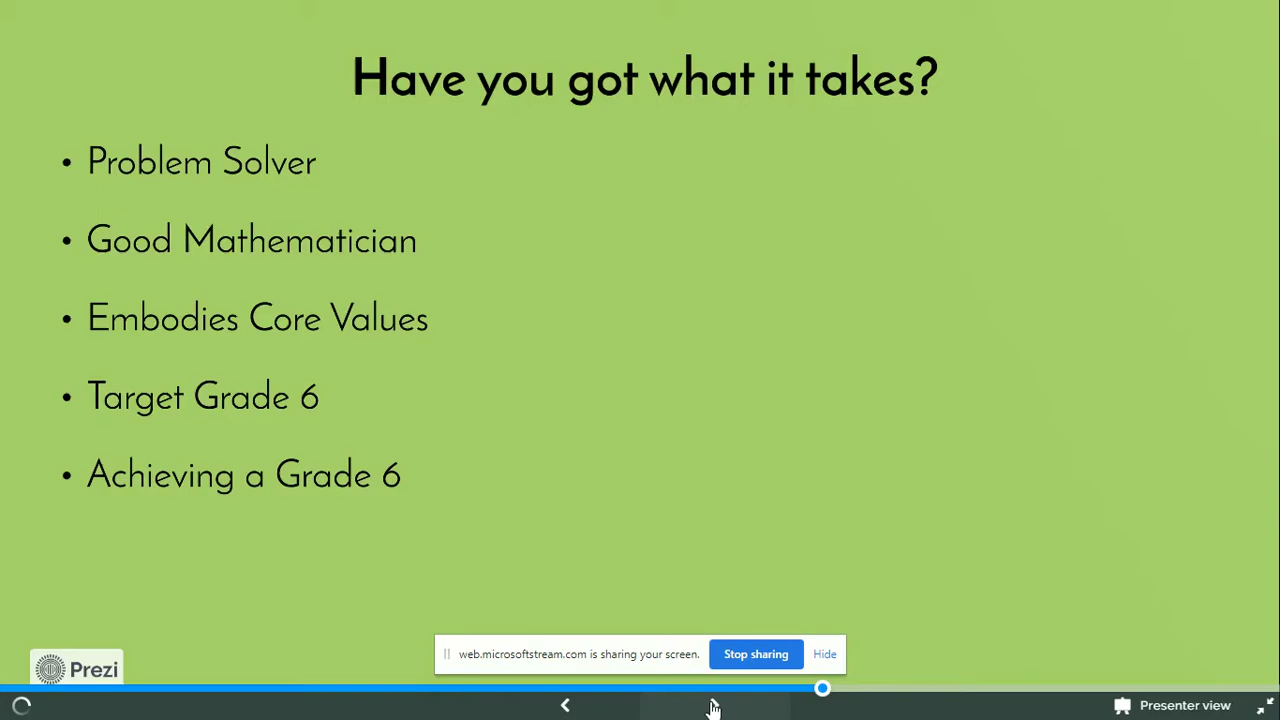 Have you got what it takes?
• Problem Solver
• Good Mathematician
• Embodies Core Values
• Target Grade 6
• Achieving a Grade 6
web.microsoftstream.com is sharing your screen. Stop sharing Hide
Prezi
Presenter view